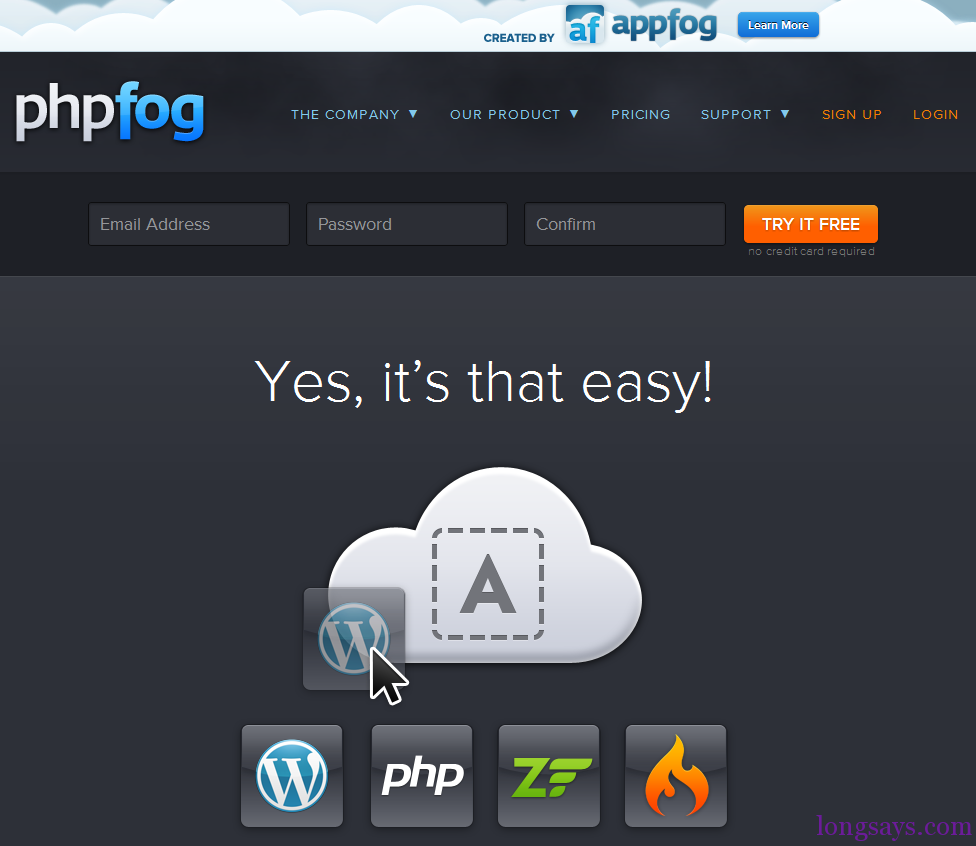 CREATED BY af appfog Learn More
phpfog THE COMPANY ▼ OUR PRODUCT ▼ PRICING SUPPORT ▼ SIGN UP LOGIN
Email Address Password Confirm TRY IT FREE
no credit card required
Yes, it's that easy!
A
W
W php ZF
longsays.com